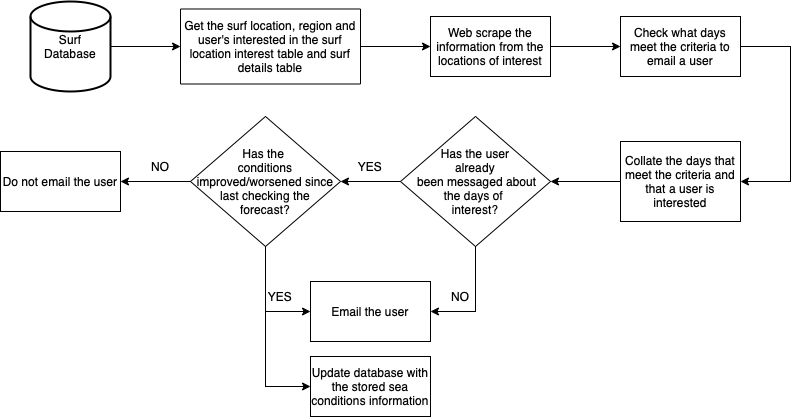 Surf
Database
Get the surf location, region and
user's interested in the surf
location interest table and surf
details table
Web scrape the
information from the
locations of interest
Check what days
meet the criteria to
email a user
Collate the days that
meet the criteria and
that a user is
interested
Has the user
already
been messaged about
the days of
interest?
YES
Has the
conditions
improved/worsened since
last checking the
forecast?
NO
Do not email the user
YES
Email the user
NO
Update database with
the stored sea
conditions information